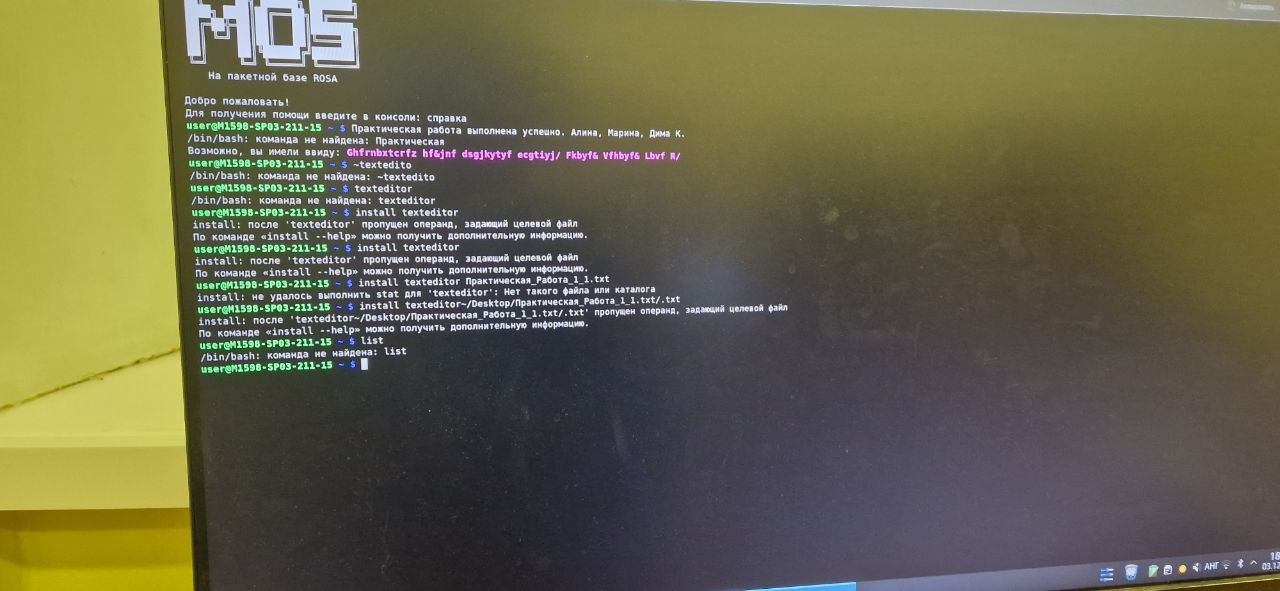 MOS
На пакетной базе ROSA
Добро пожаловать!
Для получения помощи введите в консоли: справка
user@M1598-SP03-211-15 ~ $ Практическая работа выполнена успешно. Алина, Марина, Дима К.
/bin/bash: команда не найдена: Практическая
Возможно, вы имели ввиду: Ghfrnbxtcrfz hf&jnf dsgjkytyf ecgtiyj/ Fkbyf& Vfhbyf& Lbvf R/
user@M1598-SP03-211-15 ~ $ ~textedito
/bin/bash: команда не найдена: ~textedito
user@M1598-SP03-211-15 ~ $ texteditor
/bin/bash: команда не найдена: texteditor
user@M1598-SP03-211-15 ~ $ install texteditor
install: после 'texteditor' пропущен операнд, задающий целевой файл
По команде «install --help» можно получить дополнительную информацию.
user@M1598-SP03-211-15 ~ $ install texteditor
install: после 'texteditor' пропущен операнд, задающий целевой файл
По команде «install --help» можно получить дополнительную информацию.
user@M1598-SP03-211-15 ~ $ install texteditor Практическая_Работа_1_1.txt
install: не удалось выполнить stat для 'texteditor': Нет такого файла или каталога
user@M1598-SP03-211-15 ~ $ install texteditor~/Desktop/Практическая_Работа_1_1.txt/.txt
install: после 'texteditor~/Desktop/Практическая_Работа_1_1.txt/.txt' пропущен операнд, задающий целевой файл
По команде «install --help» можно получить дополнительную информацию.
user@M1598-SP03-211-15 ~ $ list
/bin/bash: команда не найдена: list
user@M1598-SP03-211-15 ~ $
АНГ
18
03.12